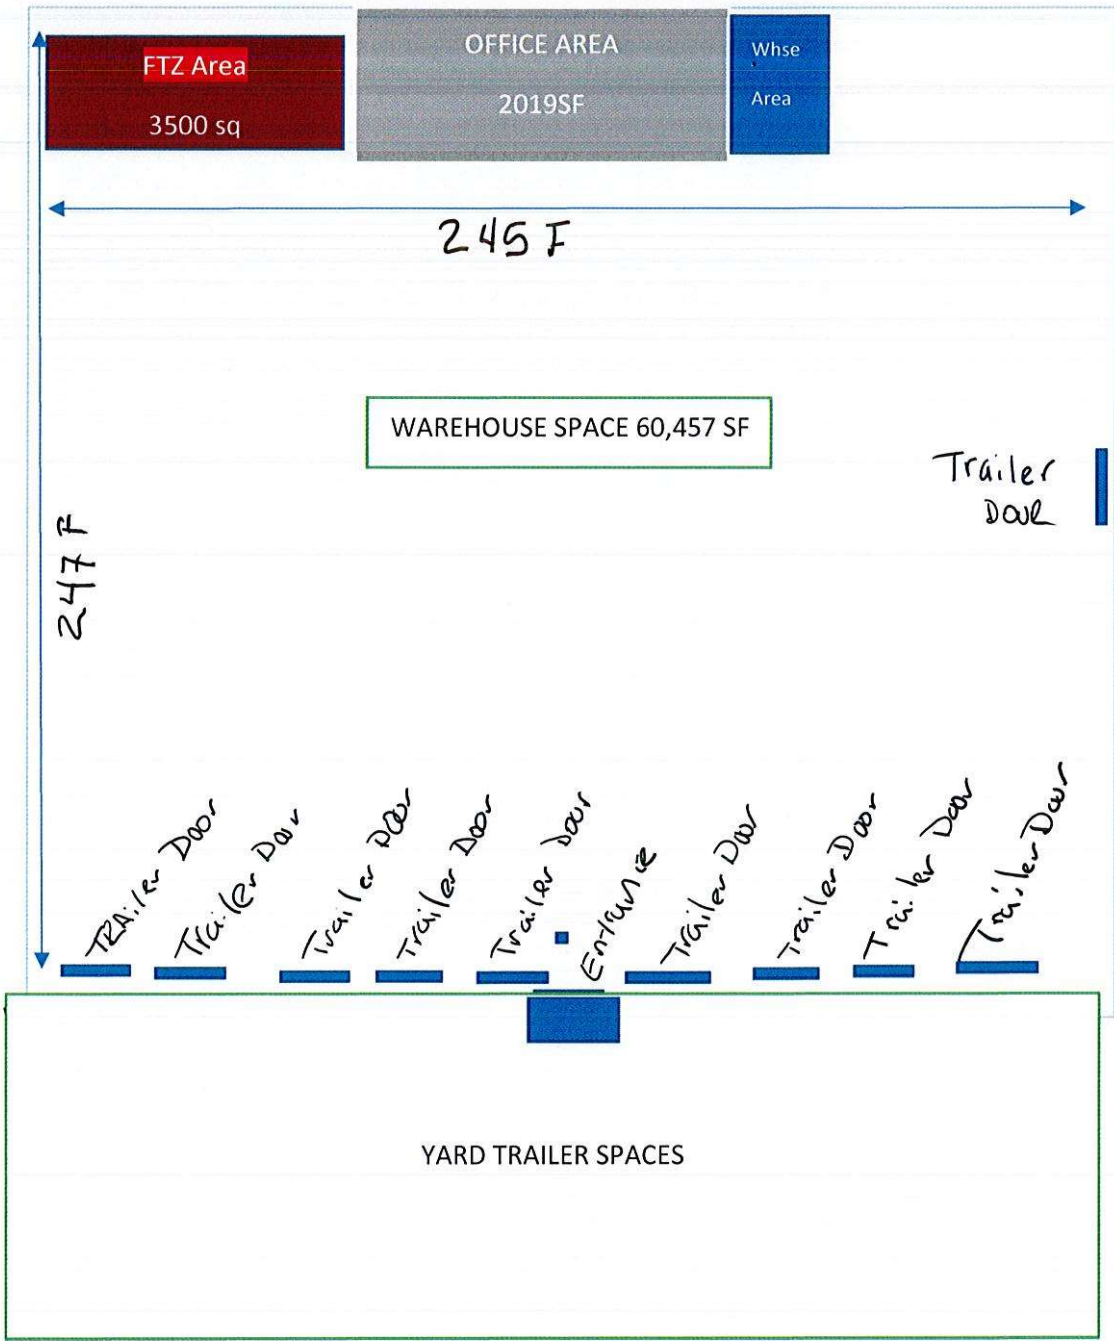 FTZ Area
3500 sq
OFFICE AREA
2019SF
Whse
Area
245 F
WAREHOUSE SPACE 60,457 SF
Trailer
Door
247 F
TRAiler Door
Trailer Door
Trailer Door
Trailer Door
Trailer Door
Entrance
Trailer Door
Trailer Door
Trailer Door
Trailer Door
YARD TRAILER SPACES